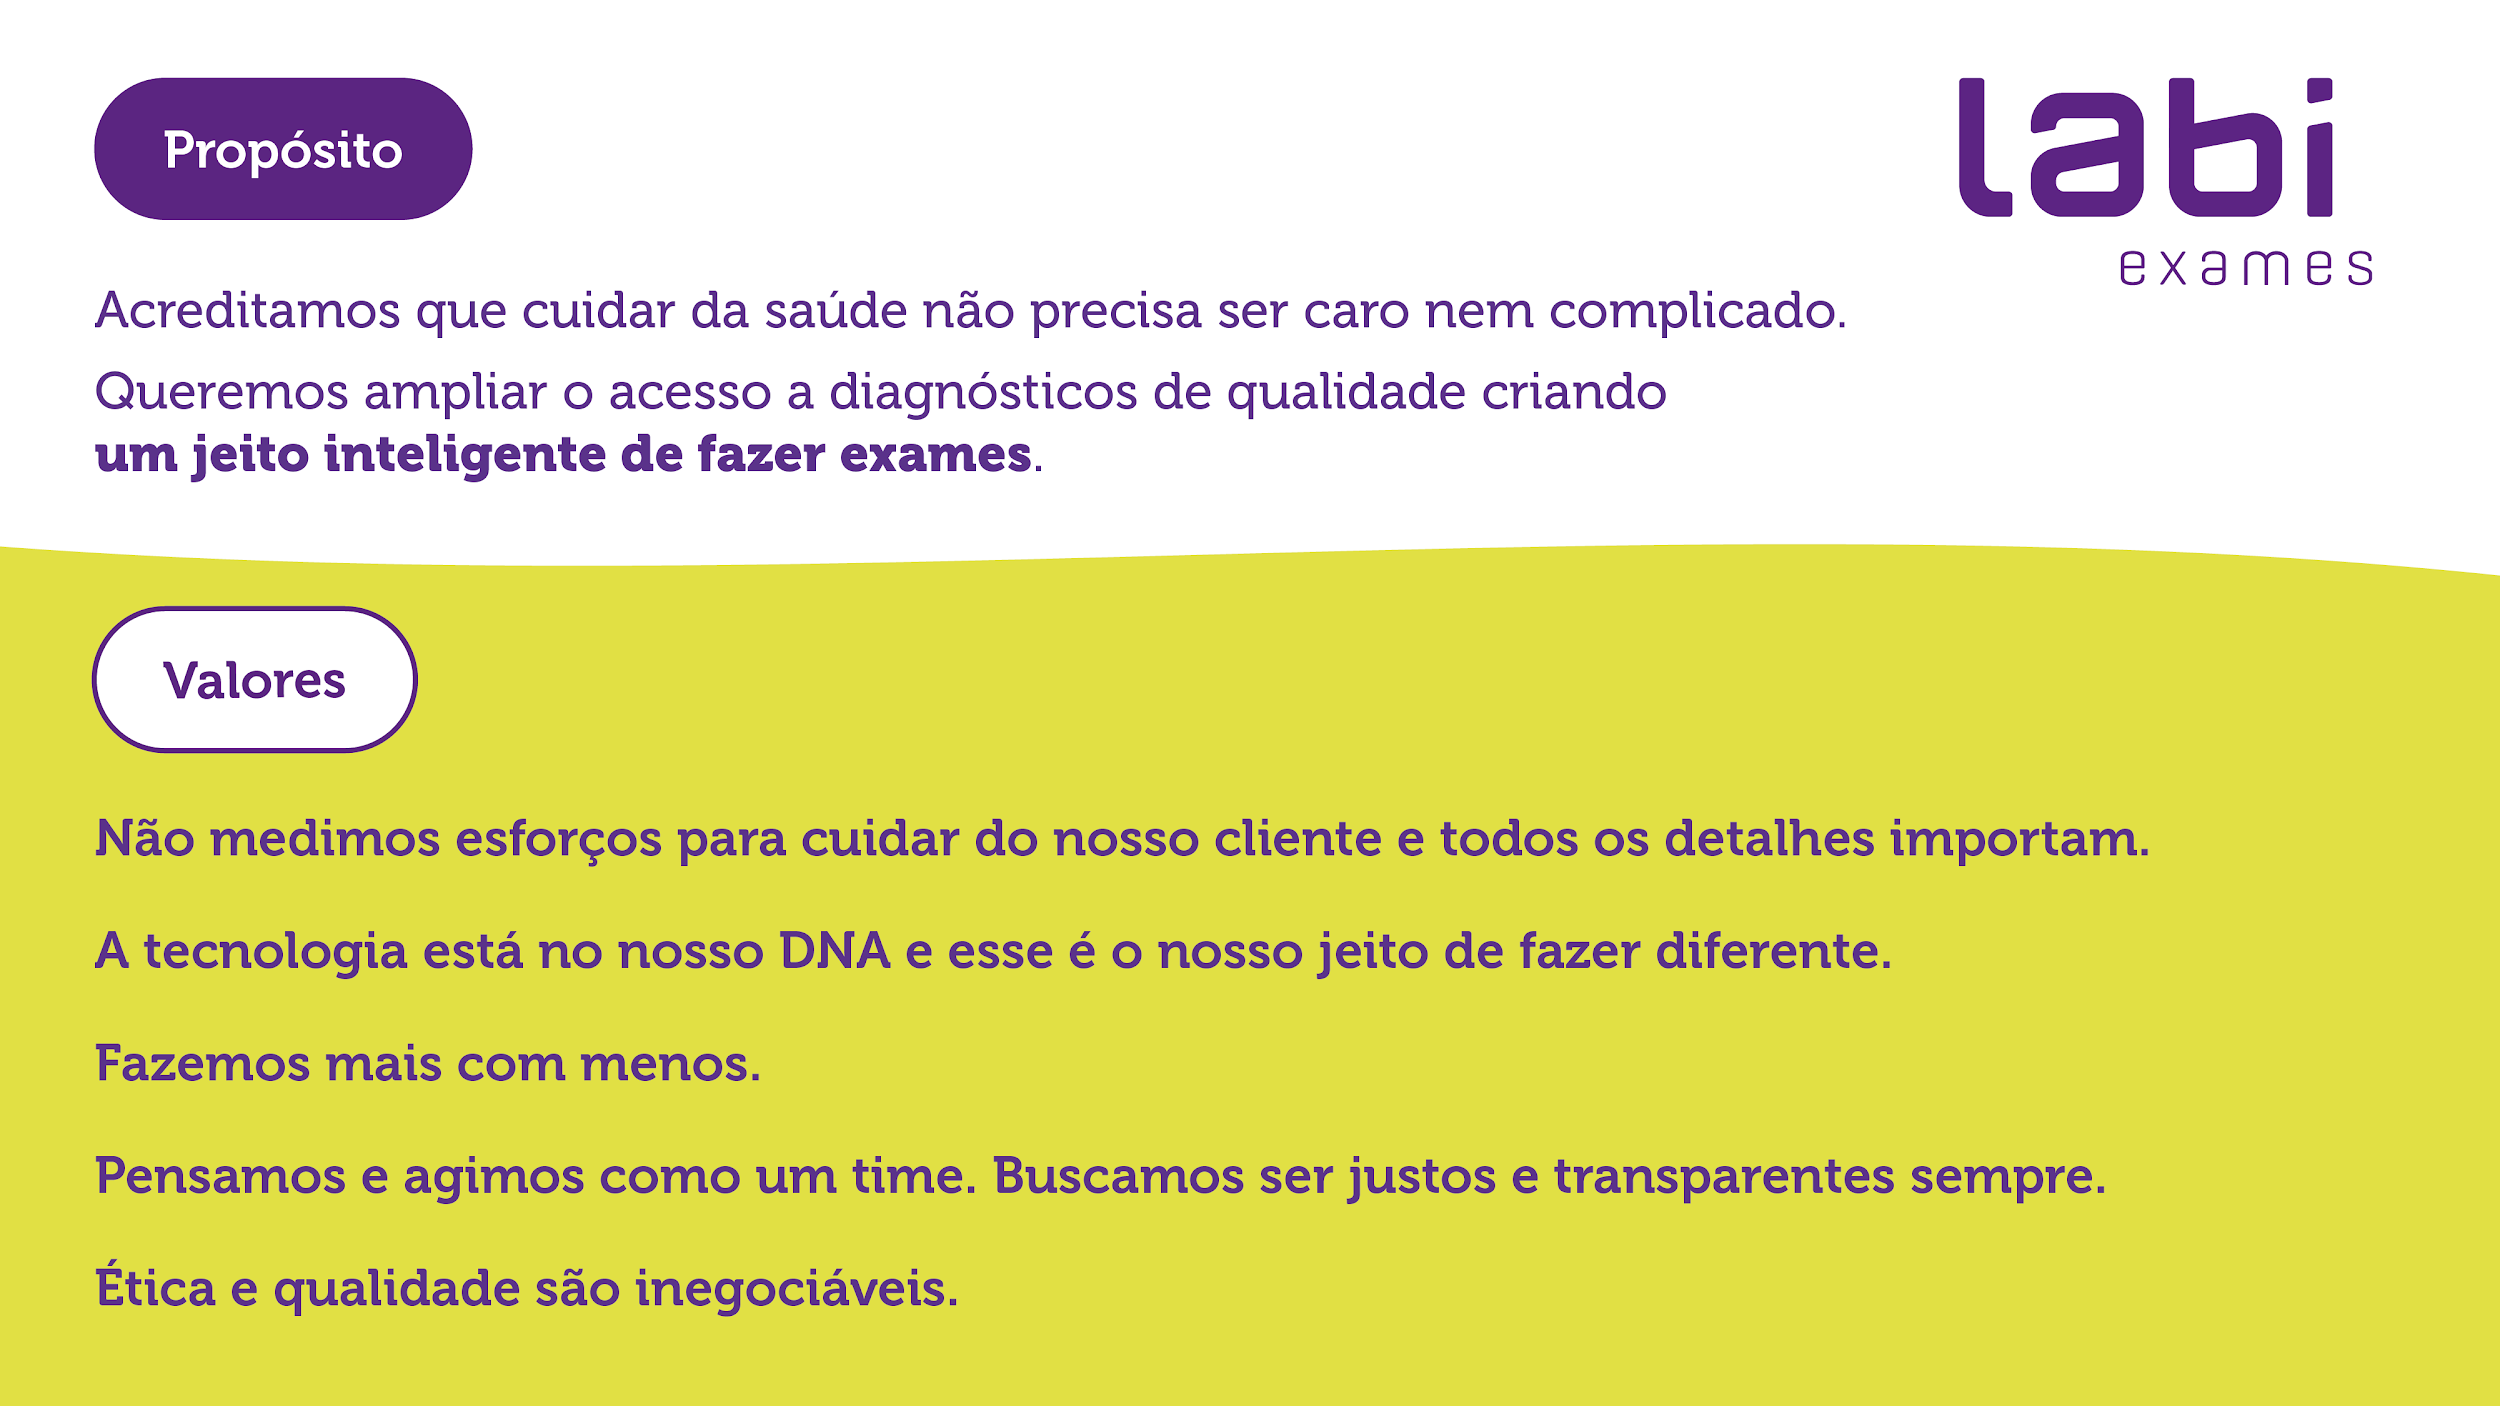 Propósito
labi
exames
Acreditamos que cuidar da saúde não precisa ser caro nem complicado.
Queremos ampliar o acesso a diagnósticos de qualidade criando
um jeito inteligente de fazer exames.
Valores
Não medimos esforços para cuidar do nosso cliente e todos os detalhes importam.
A tecnologia está no nosso DNA e esse é o nosso jeito de fazer diferente.
Fazemos mais com menos.
Pensamos e agimos como um time. Buscamos ser justos e transparentes sempre.
Ética e qualidade são inegociáveis.